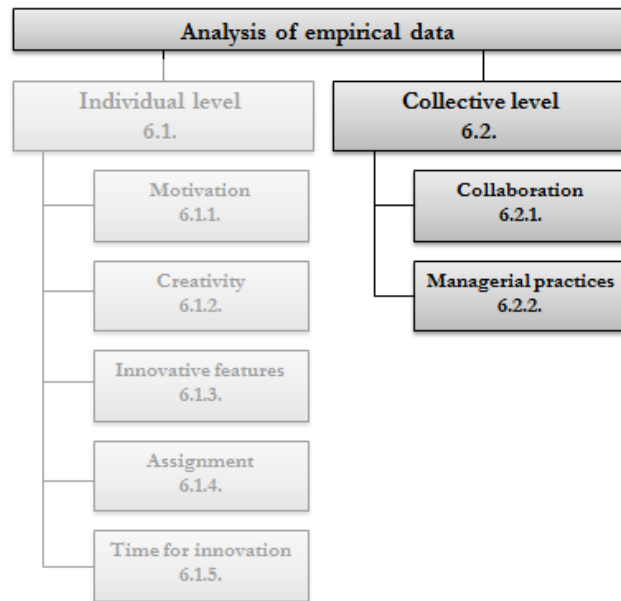 Analysis of empirical data
Individual level
6.1.
Motivation
6.1.1.
Creativity
6.1.2.
Innovative features
6.1.3.
Assignment
6.1.4.
Time for innovation
6.1.5.
Collective level
6.2.
Collaboration
6.2.1.
Managerial practices
6.2.2.